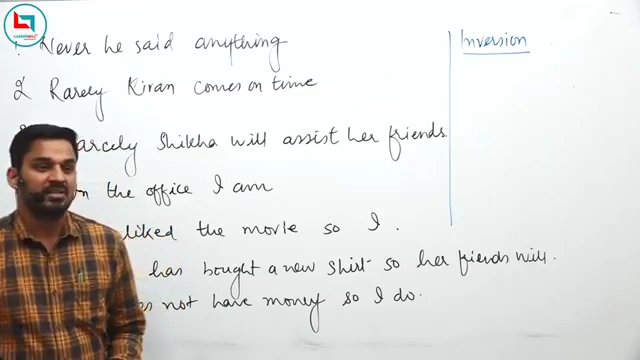 CAREERWILL
Never he said anything
Inversion
2 Rarely Kiran comes on time
Shikha will assist her friends
the office I am
liked the movie so I.
has bought a new shirt so her friends will.
not have money so I do.